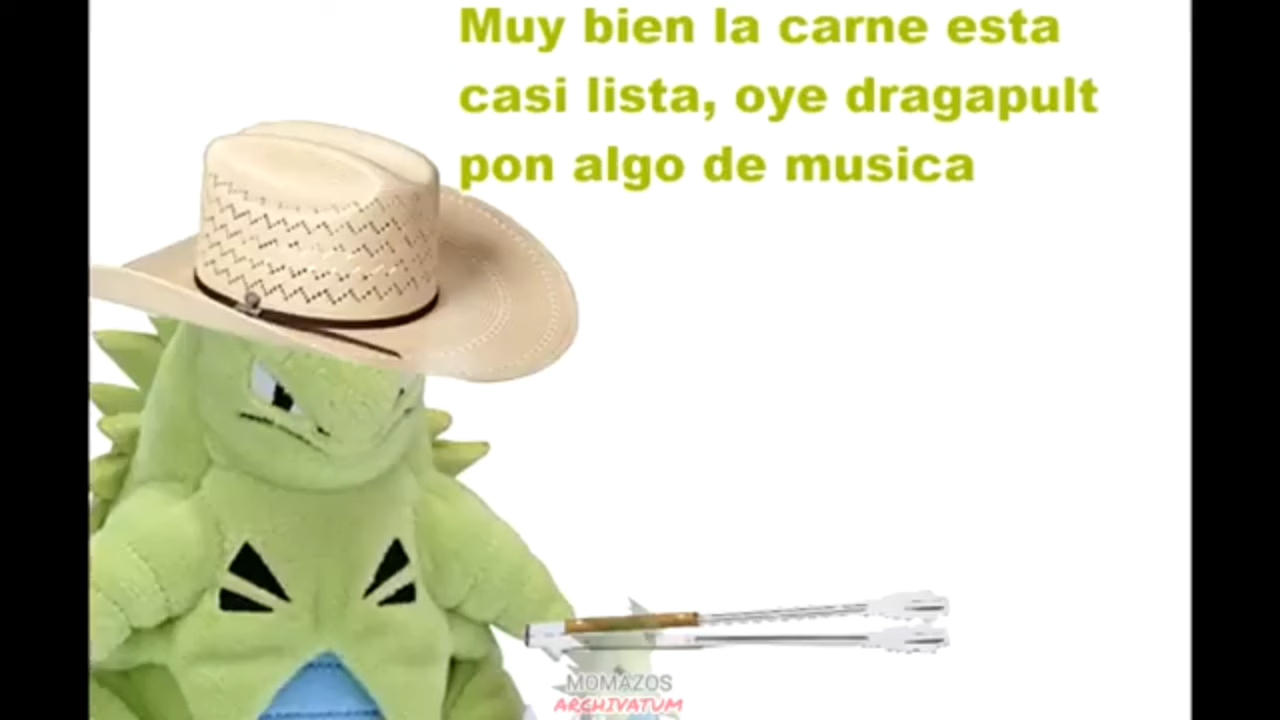 Muy bien la carne esta
casi lista, oye dragapult
pon algo de musica
MOMAZOS
ARCHIVATUM